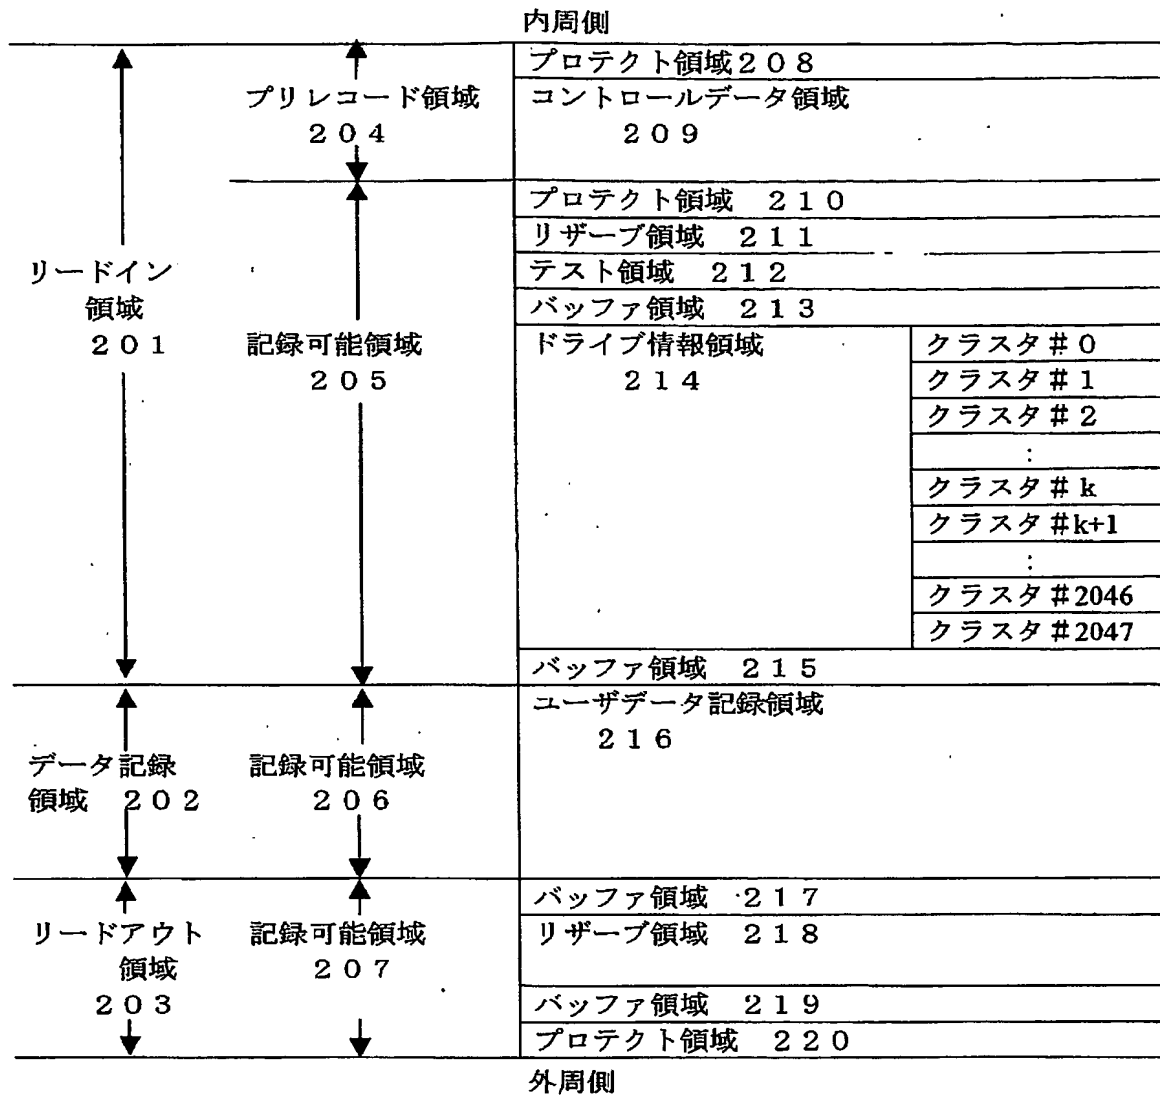 内周側
プロテクト領域208
プリレコード領域
204
コントロールデータ領域
209
プロテクト領域 210
リザーブ領域 211
テスト領域 212
バッファ領域 213
リードイン
領域
201
記録可能領域
205
ドライブ情報領域
214
クラスタ#0
クラスタ#1
クラスタ#2
:
クラスタ#k
クラスタ#k+1
:
クラスタ#2046
クラスタ#2047
バッファ領域 215
ユーザデータ記録領域
216
データ記録
領域 202
記録可能領域
206
バッファ領域 217
リードアウト
領域
203
記録可能領域
207
リザーブ領域 218
バッファ領域 219
プロテクト領域 220
外周側